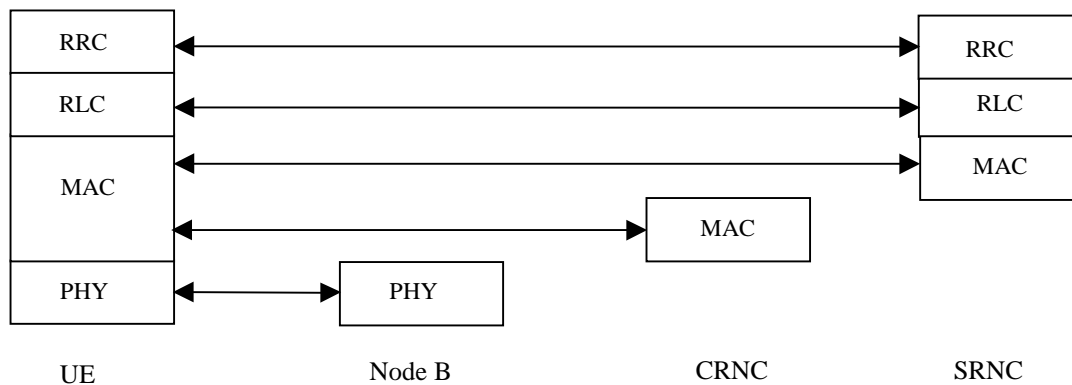 RRC
RRC
RLC
RLC
MAC
MAC
MAC
PHY
PHY
UE
Node B
CRNC
SRNC